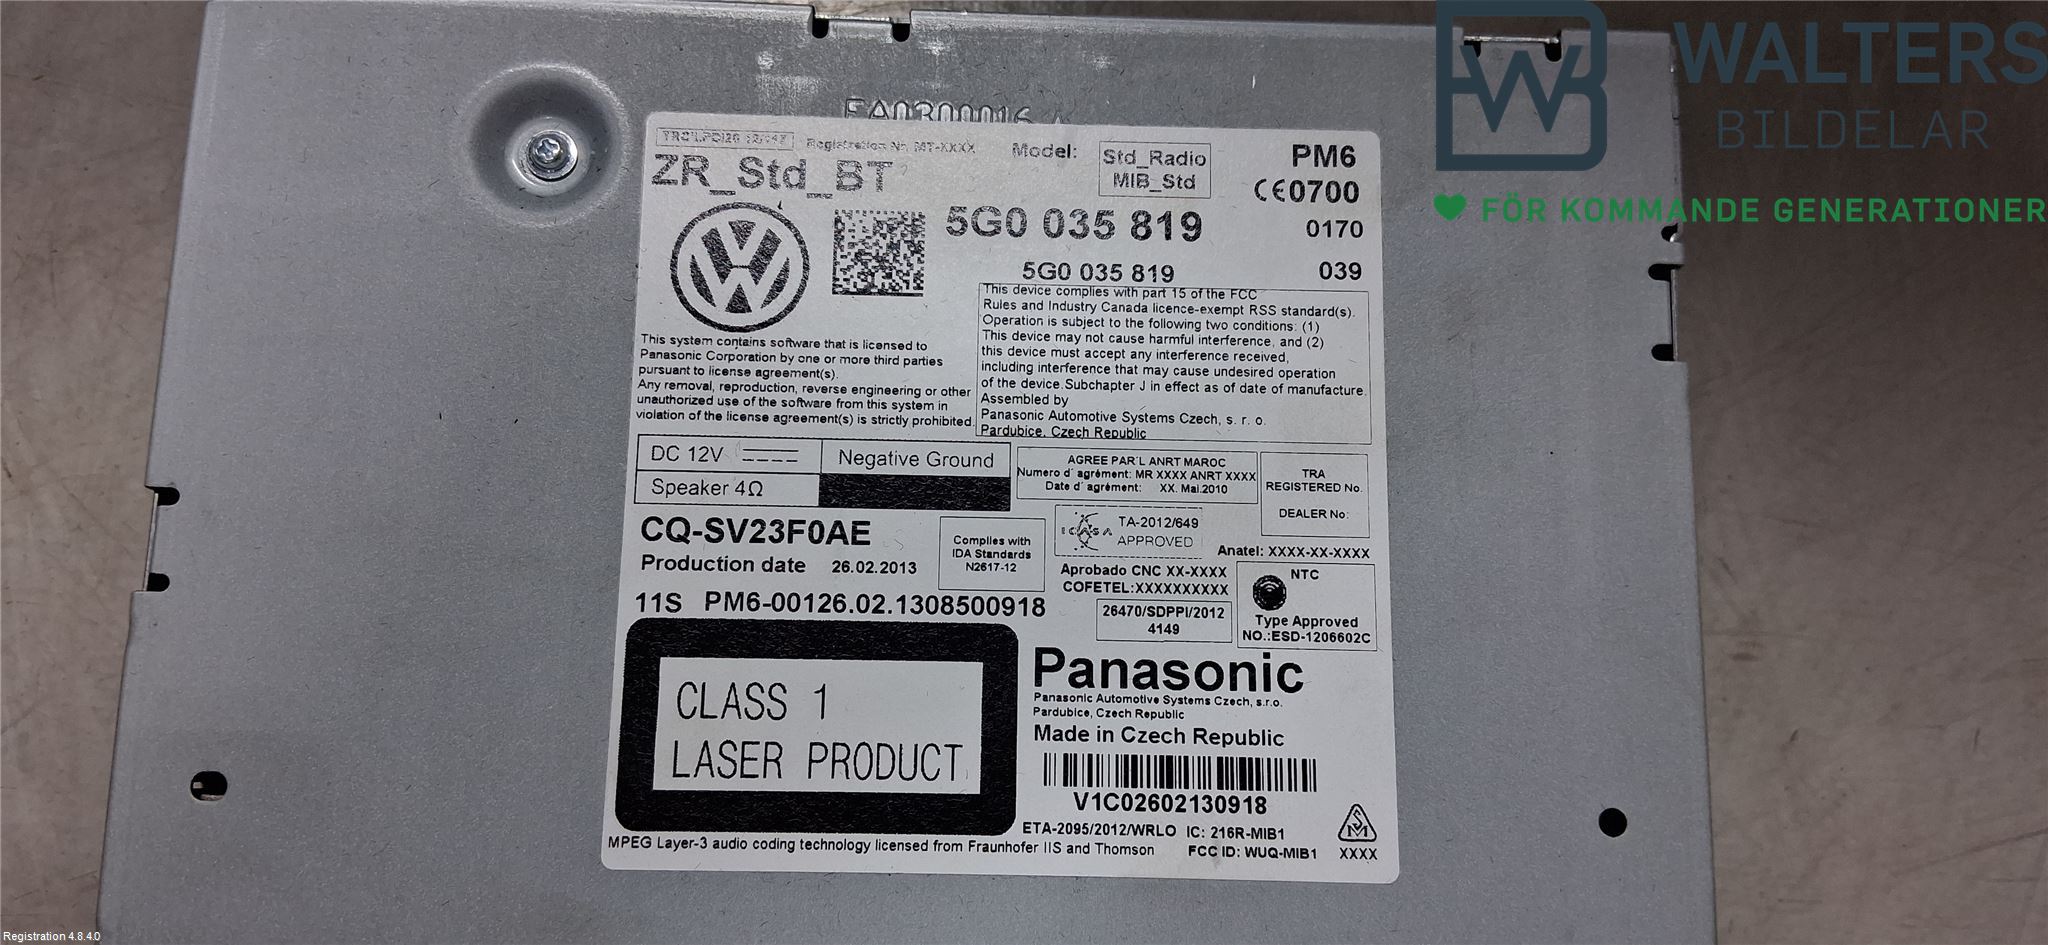 WALTERS
BILDELAR
FÖR KOMMANDE GENERATIONER
Registration Nr. MT-XXXX
Model:
Std_Radio
MIB_Std
PM6
ZR_Std_BT
CE0700
5G0 035 819
0170
5G0 035 819
039
This device complies with part 15 of the FCC
Rules and Industry Canada licence-exempt RSS standard(s).
Operation is subject to the following two conditions: (1)
This device may not cause harmful interference, and (2)
this device must accept any interference received,
including interference that may cause undesired operation
of the device.Subchapter J in effect as of date of manufacture.
Assembled by
Panasonic Automotive Systems Czech, s. r. o.
Pardubice, Czech Republic
This system contains software that is licensed to
Panasonic Corporation by one or more third parties
pursuant to license agreement(s).
Any removal, reproduction, reverse engineering or other
unauthorized use of the software from this system in
violation of the license agreement(s) is strictly prohibited.
DC 12V
Negative Ground
Speaker 4Ω
AGREE PAR'L ANRT MAROC
Numero d´ agrément: MR XXXX ANRT XXXX
Date d´ agrément: XX. Mai.2010
TRA
REGISTERED No.
DEALER No:
CQ-SV23F0AE
Production date 26.02.2013
Complies with
IDA Standards
N2617-12
ICASA
TA-2012/649
APPROVED
Anatel: XXXX-XX-XXXX
Aprobado CNC XX-XXXX
COFETEL:XXXXXXXXXX
NTC
Type Approved
NO.:ESD-1206602C
26470/SDPPI/2012
4149
11S PM6-00126.02.1308500918
CLASS 1
LASER PRODUCT
Panasonic
Panasonic Automotive Systems Czech, s.r.o.
Pardubice, Czech Republic
Made in Czech Republic
V1C02602130918
ETA-2095/2012/WRLO IC: 216R-MIB1
FCC ID: WUQ-MIB1
XXXX
MPEG Layer-3 audio coding technology licensed from Fraunhofer IIS and Thomson
Registration 4.8.4.0